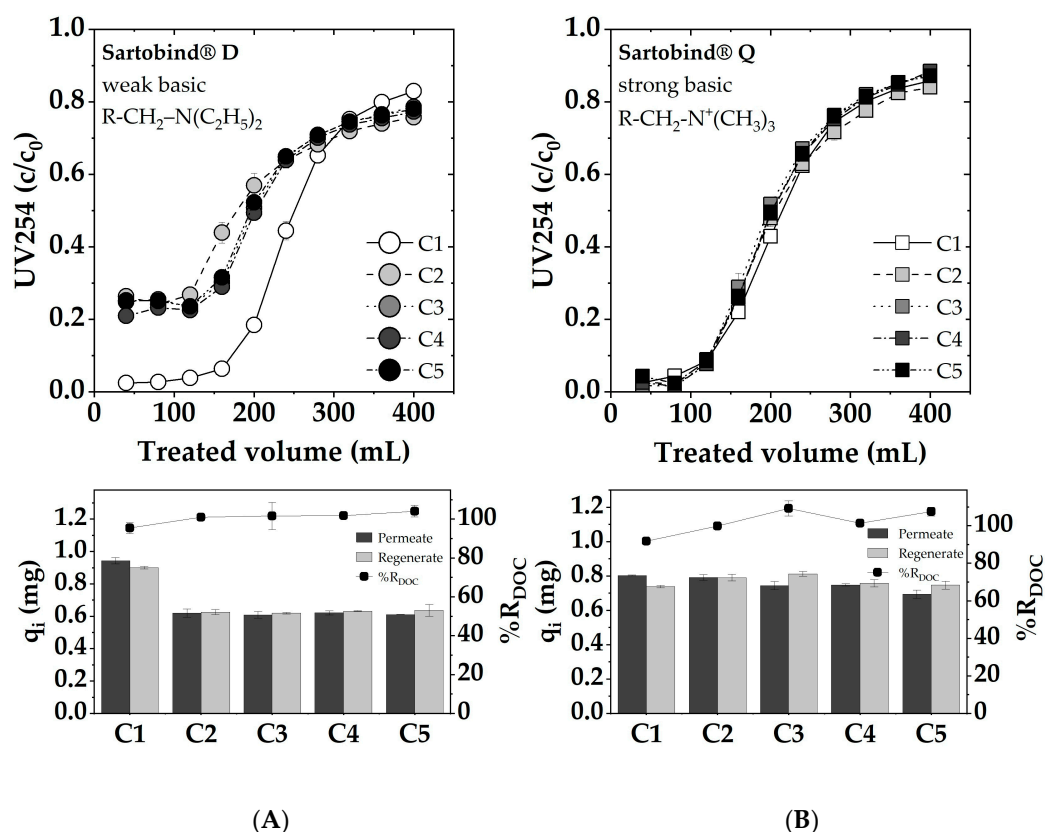 Sartobind® D
weak basic
R-CH₂–N(C₂H₅)₂
UV254 (c/c₀)
1.0
0.8
0.6
0.4
0.2
0.0
C1
C2
C3
C4
C5
0 100 200 300 400
Treated volume (mL)
Sartobind® Q
strong basic
R-CH₂-N⁺(CH₃)₃
UV254 (c/c₀)
1.0
0.8
0.6
0.4
0.2
0.0
C1
C2
C3
C4
C5
0 100 200 300 400
Treated volume (mL)
qᵢ (mg)
1.2
1.0
0.8
0.6
0.4
0.2
0.0
Permeate
Regenerate
%R_DOC
100
80
60
40
20
0
%R_DOC
C1 C2 C3 C4 C5
qᵢ (mg)
1.2
1.0
0.8
0.6
0.4
0.2
0.0
Permeate
Regenerate
%R_DOC
100
80
60
40
20
0
%R_DOC
C1 C2 C3 C4 C5
(A)
(B)